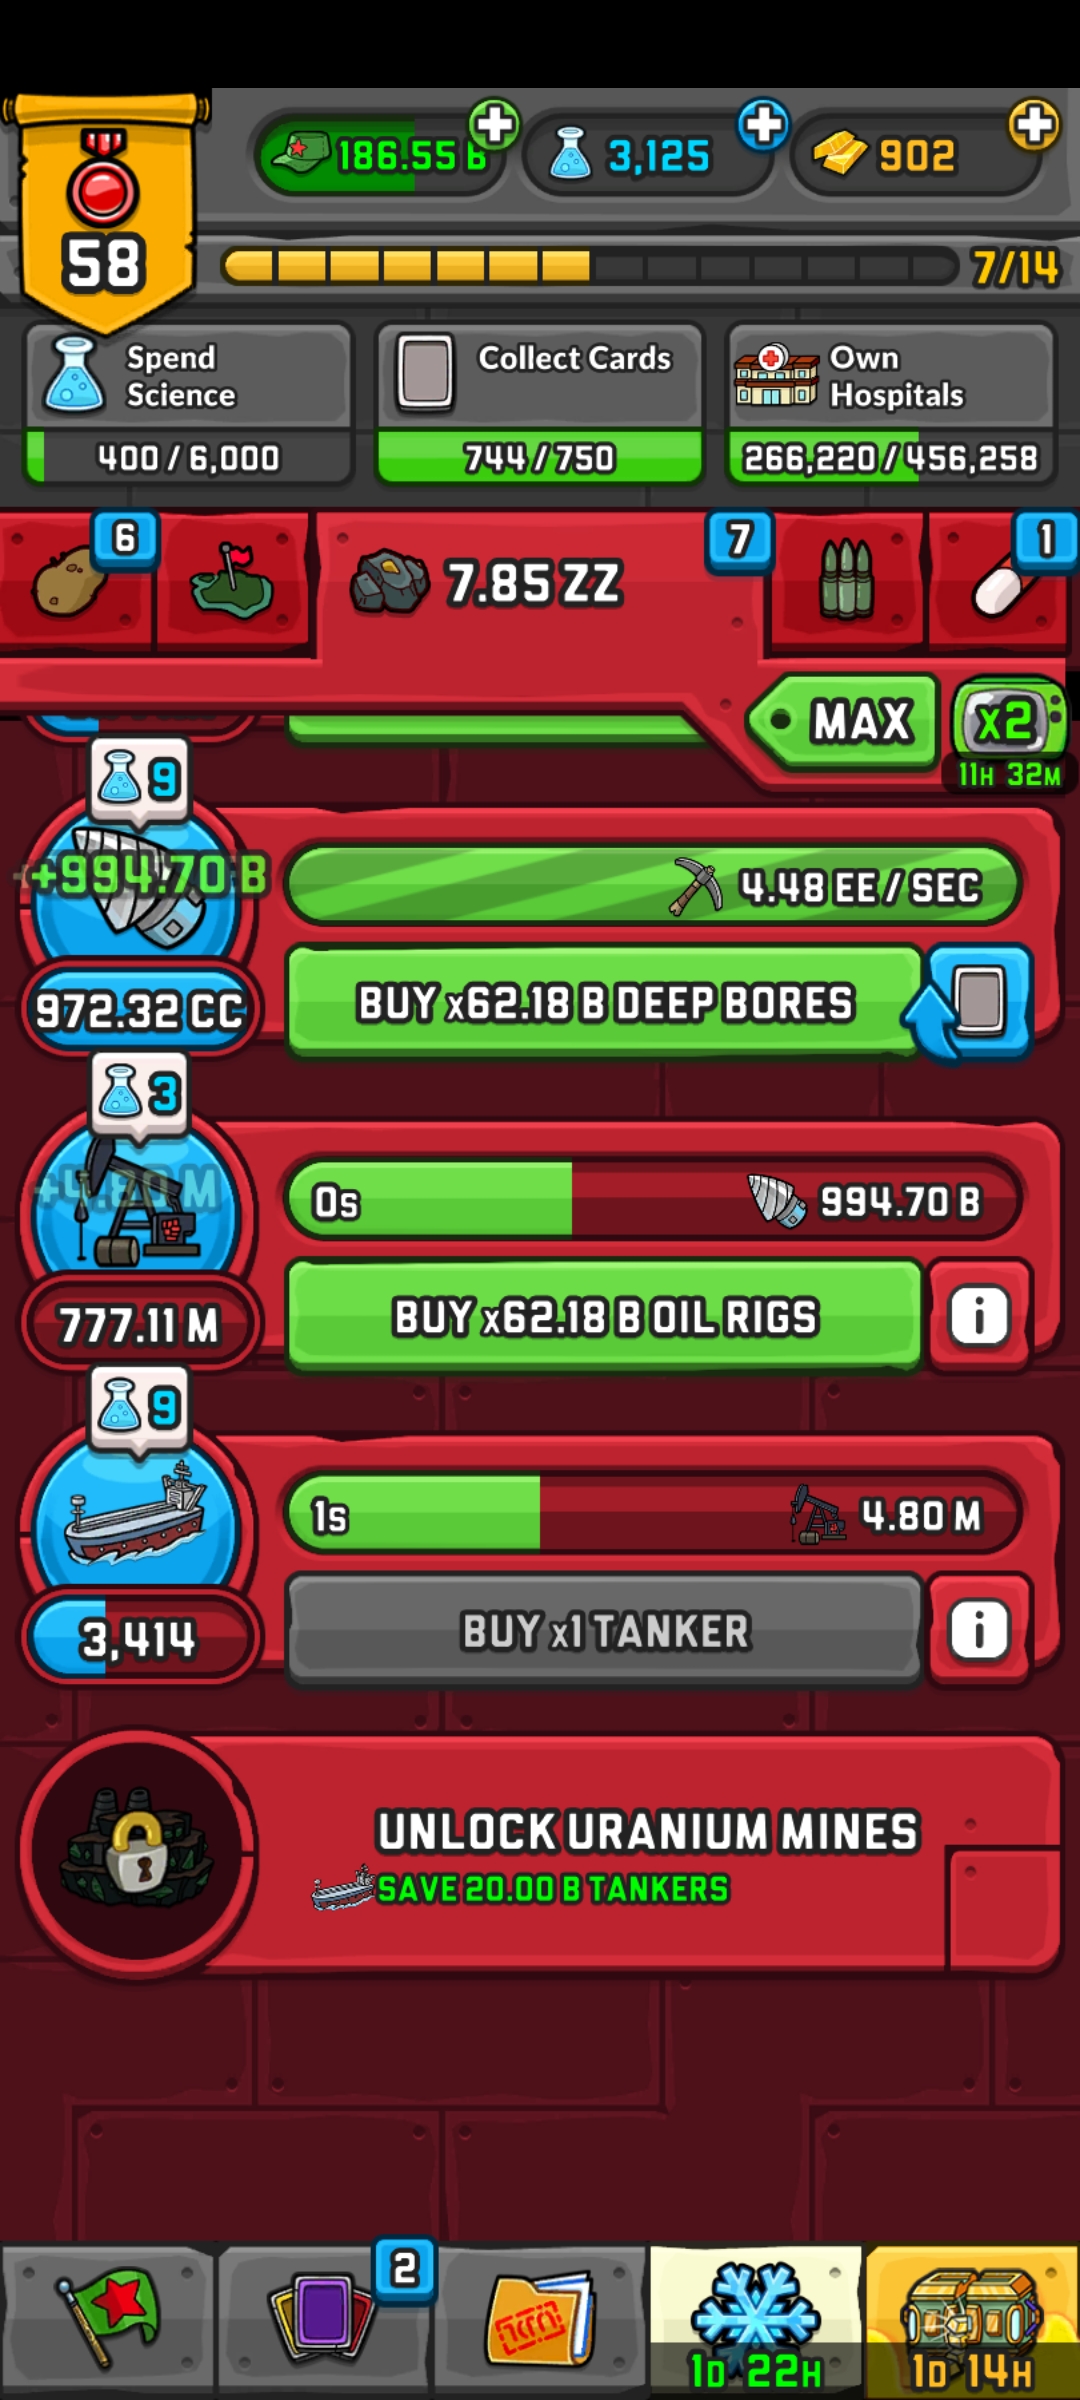 58
186.55 B
3,125
902
7/14
Spend
Science
400 / 6,000
Collect Cards
744 / 750
Own
Hospitals
266,220 / 456,258
6
7.85 ZZ
7
1
MAX
x2
11H 32M
9
+994.70 B
4.48 EE / SEC
972.32 CC
BUY x62.18 B DEEP BORES
3
+4.80 M
0s
994.70 B
777.11 M
BUY x62.18 B OIL RIGS
i
9
1s
4.80 M
3,414
BUY x1 TANKER
i
UNLOCK URANIUM MINES
SAVE 20.00 B TANKERS
2
1D 22H
1D 14H